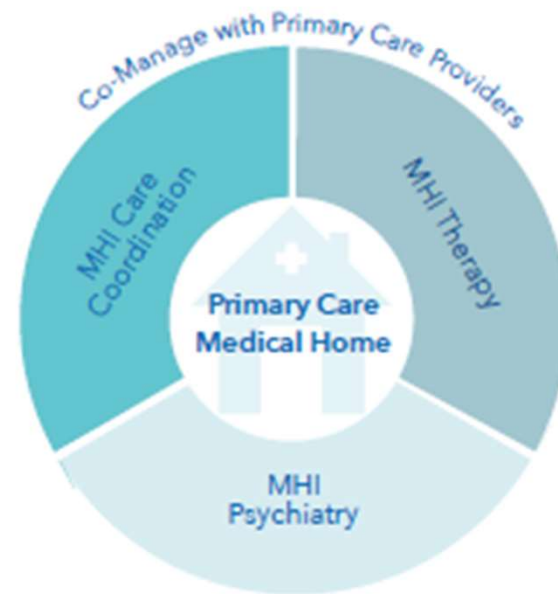 Co-Manage with Primary Care Providers
MHI Care
Coordination
MHI Therapy
Primary Care
Medical Home
MHI
Psychiatry